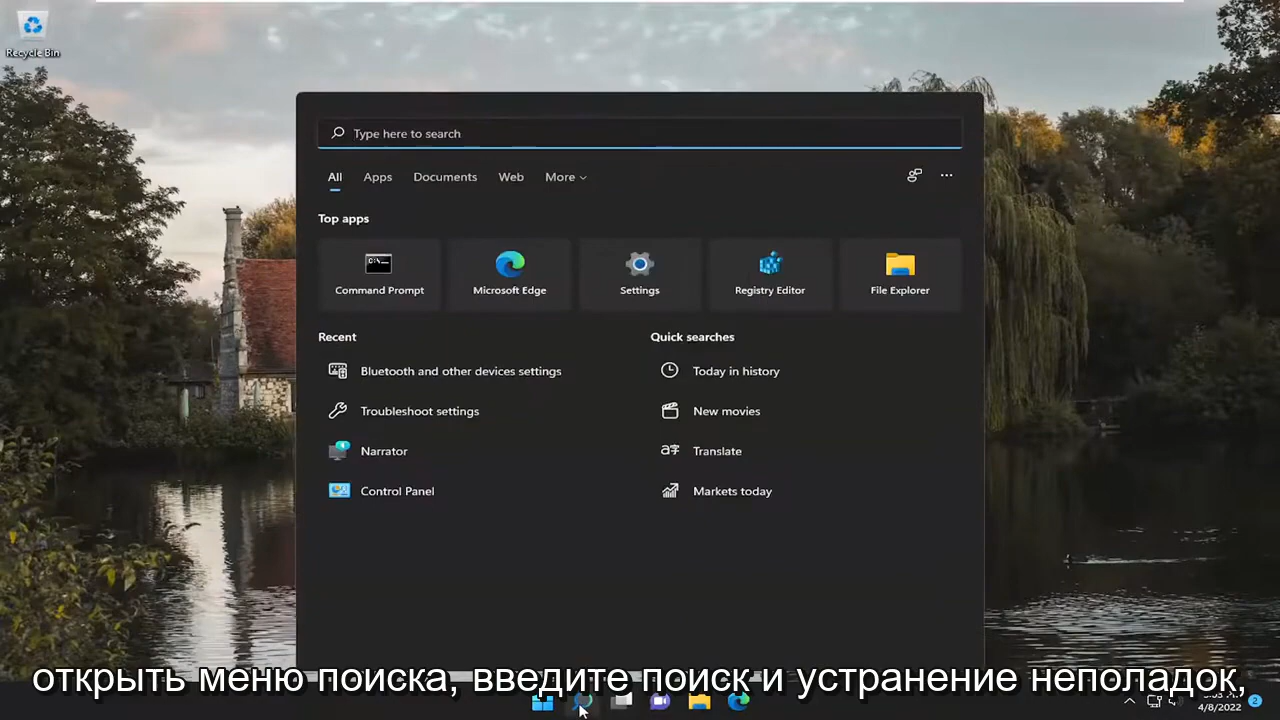 Recycle Bin
Type here to search
All Apps Documents Web More
Top apps
Command Prompt Microsoft Edge Settings Registry Editor File Explorer
Recent Quick searches
Bluetooth and other devices settings Today in history
Troubleshoot settings New movies
Narrator Translate
Control Panel Markets today
открыть меню поиска, введите поиск и устранение неполадок,
4/8/2022 2